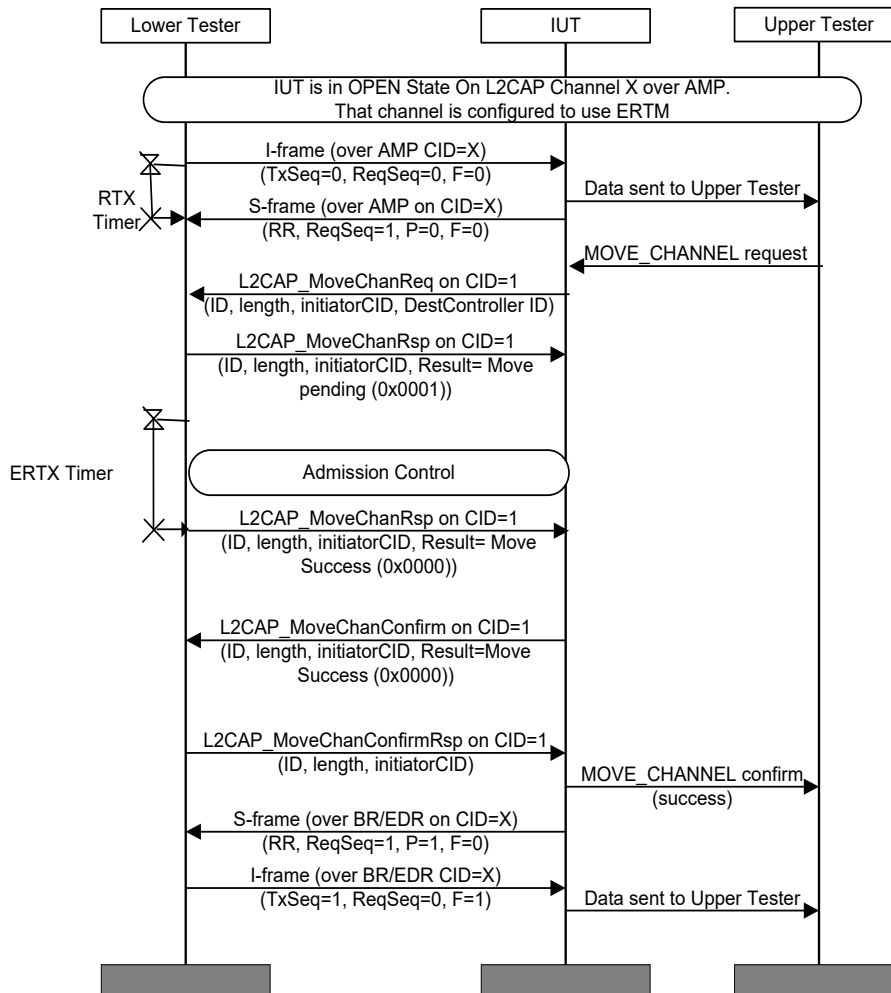 Lower Tester
IUT
Upper Tester
IUT is in OPEN State On L2CAP Channel X over AMP.
That channel is configured to use ERTM
I-frame (over AMP CID=X)
(TxSeq=0, ReqSeq=0, F=0)
Data sent to Upper Tester
RTX
Timer
S-frame (over AMP on CID=X)
(RR, ReqSeq=1, P=0, F=0)
MOVE_CHANNEL request
L2CAP_MoveChanReq on CID=1
(ID, length, initiatorCID, DestController ID)
L2CAP_MoveChanRsp on CID=1
(ID, length, initiatorCID, Result= Move
pending (0x0001))
ERTX Timer
Admission Control
L2CAP_MoveChanRsp on CID=1
(ID, length, initiatorCID, Result= Move
Success (0x0000))
L2CAP_MoveChanConfirm on CID=1
(ID, length, initiatorCID, Result=Move
Success (0x0000))
L2CAP_MoveChanConfirmRsp on CID=1
(ID, length, initiatorCID)
MOVE_CHANNEL confirm
(success)
S-frame (over BR/EDR on CID=X)
(RR, ReqSeq=1, P=1, F=0)
I-frame (over BR/EDR CID=X)
(TxSeq=1, ReqSeq=0, F=1)
Data sent to Upper Tester